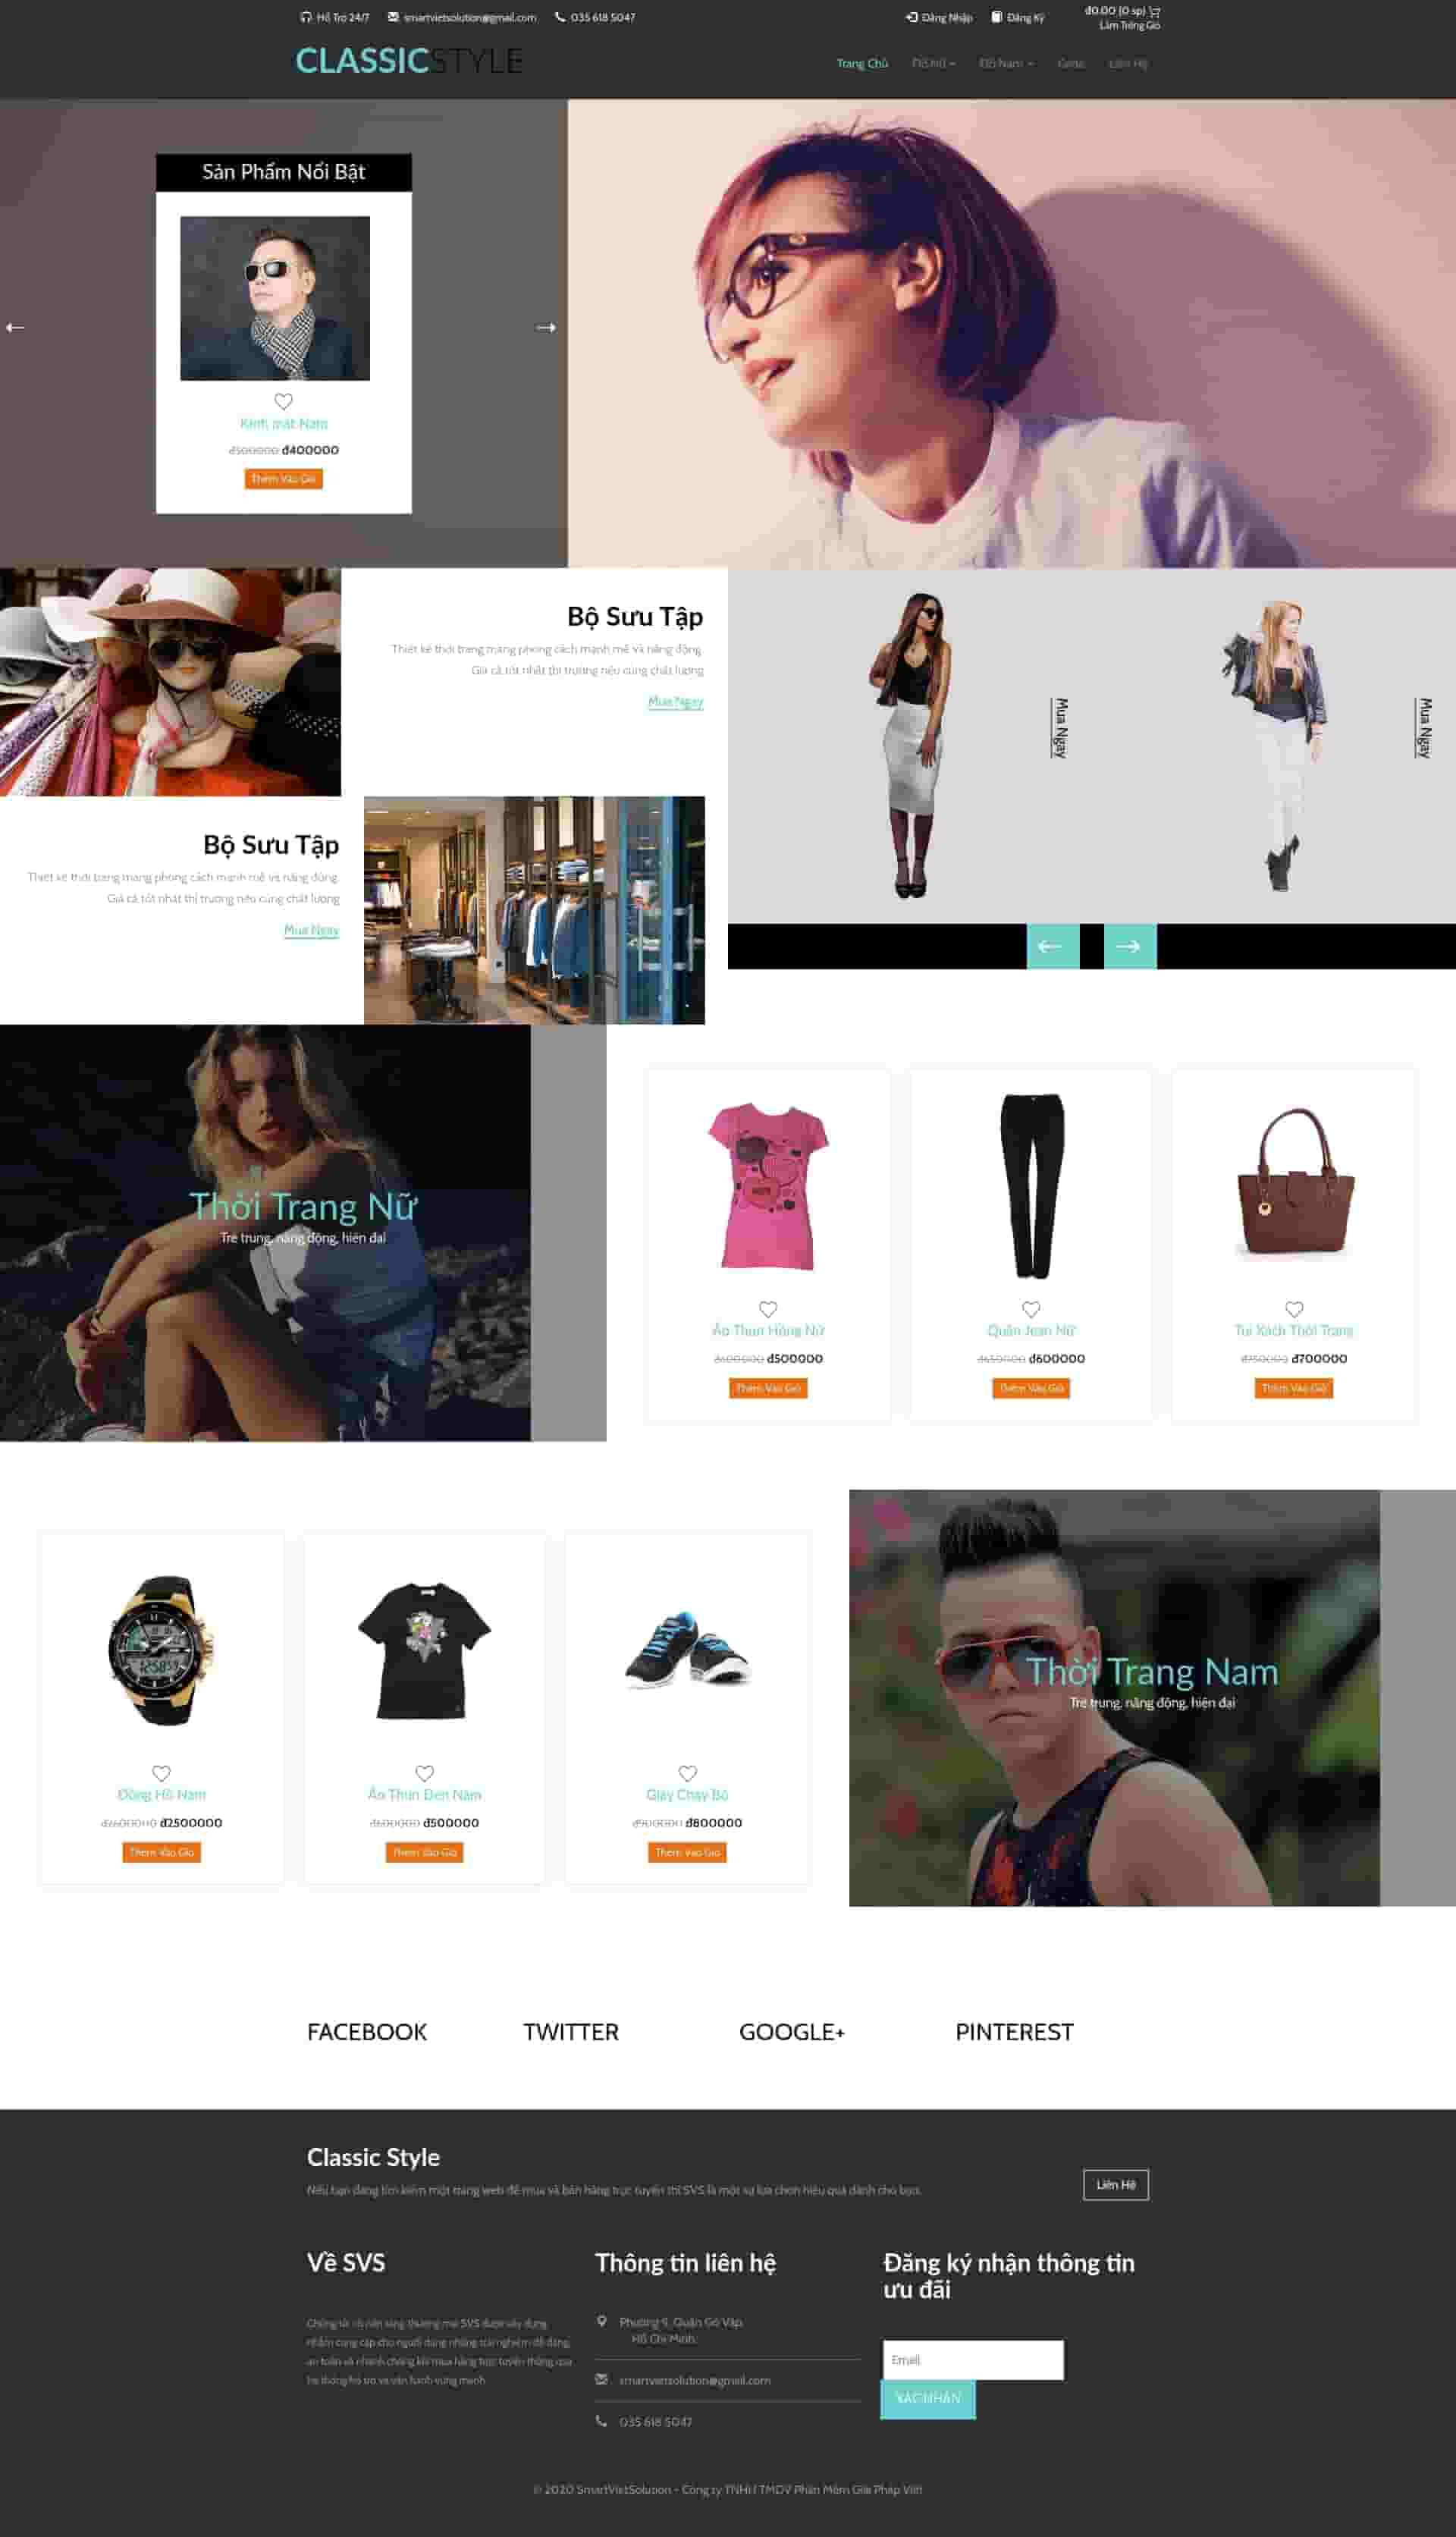 Hỗ Trợ 24/7 smartvietsolution@gmail.com 035 618 5047
Đăng Nhập Đăng Ký
đ0.00 (0 sp)
Làm Trống Giỏ
CLASSICSTYLE
Trang Chủ Đồ Nữ Đồ Nam Liên Hệ
Sản Phẩm Nổi Bật
Kính mát Nam
đ500000 đ400000
Thêm Vào Giỏ
Bộ Sưu Tập
Thiết kế thời trang mang phong cách mạnh mẽ và năng động.
Giá cả tốt nhất thị trường nếu cùng chất lượng
Mua Ngay
Mua Ngay
Mua Ngay
Bộ Sưu Tập
Thiết kế thời trang mang phong cách mạnh mẽ và năng động.
Giá cả tốt nhất thị trường nếu cùng chất lượng
Mua Ngay
Thời Trang Nữ
Trẻ trung, năng động, hiện đại
Áo Thun Hồng Nữ
đ600000 đ500000
Thêm Vào Giỏ
Quần Jean Nữ
đ650000 đ600000
Thêm Vào Giỏ
Túi Xách Thời Trang
đ750000 đ700000
Thêm Vào Giỏ
Đồng Hồ Nam
đ2600000 đ2500000
Thêm Vào Giỏ
Áo Thun Đen Nam
đ600000 đ500000
Thêm Vào Giỏ
Giày Chạy Bộ
đ900000 đ800000
Thêm Vào Giỏ
Thời Trang Nam
Trẻ trung, năng động, hiện đại
FACEBOOK TWITTER GOOGLE+ PINTEREST
Classic Style
Nếu bạn đang tìm kiếm một trang web để mua và bán hàng trực tuyến thì SVS là một sự lựa chọn hiệu quả dành cho bạn.
Liên Hệ
Về SVS
Chúng tôi với nền tảng thương mại SVS được xây dựng
nhằm cung cấp cho người dùng những trải nghiệm dễ dàng,
an toàn và nhanh chóng khi mua hàng trực tuyến thông qua
hệ thống hỗ trợ và vận hành vững mạnh
Thông tin liên hệ
Phường 9, Quận Gò Vấp,
Hồ Chí Minh.
smartvietsolution@gmail.com
035 618 5047
Đăng ký nhận thông tin
ưu đãi
Email
XÁC NHẬN
© 2020 SmartVietSolution - Công ty TNHH TMDV Phần Mềm Giải Pháp Việt